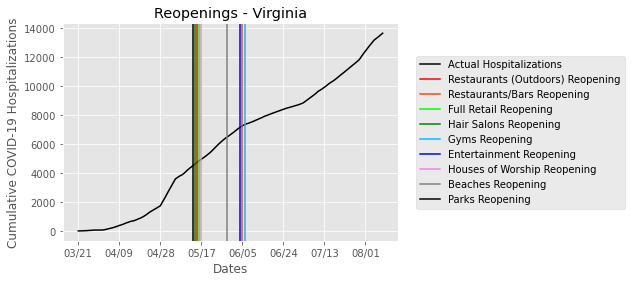 Reopenings - Virginia
Cumulative COVID-19 Hospitalizations
14000
12000
10000
8000
6000
4000
2000
0
03/21 04/09 04/28 05/17 06/05 06/24 07/13 08/01
Dates
Actual Hospitalizations
Restaurants (Outdoors) Reopening
Restaurants/Bars Reopening
Full Retail Reopening
Hair Salons Reopening
Gyms Reopening
Entertainment Reopening
Houses of Worship Reopening
Beaches Reopening
Parks Reopening